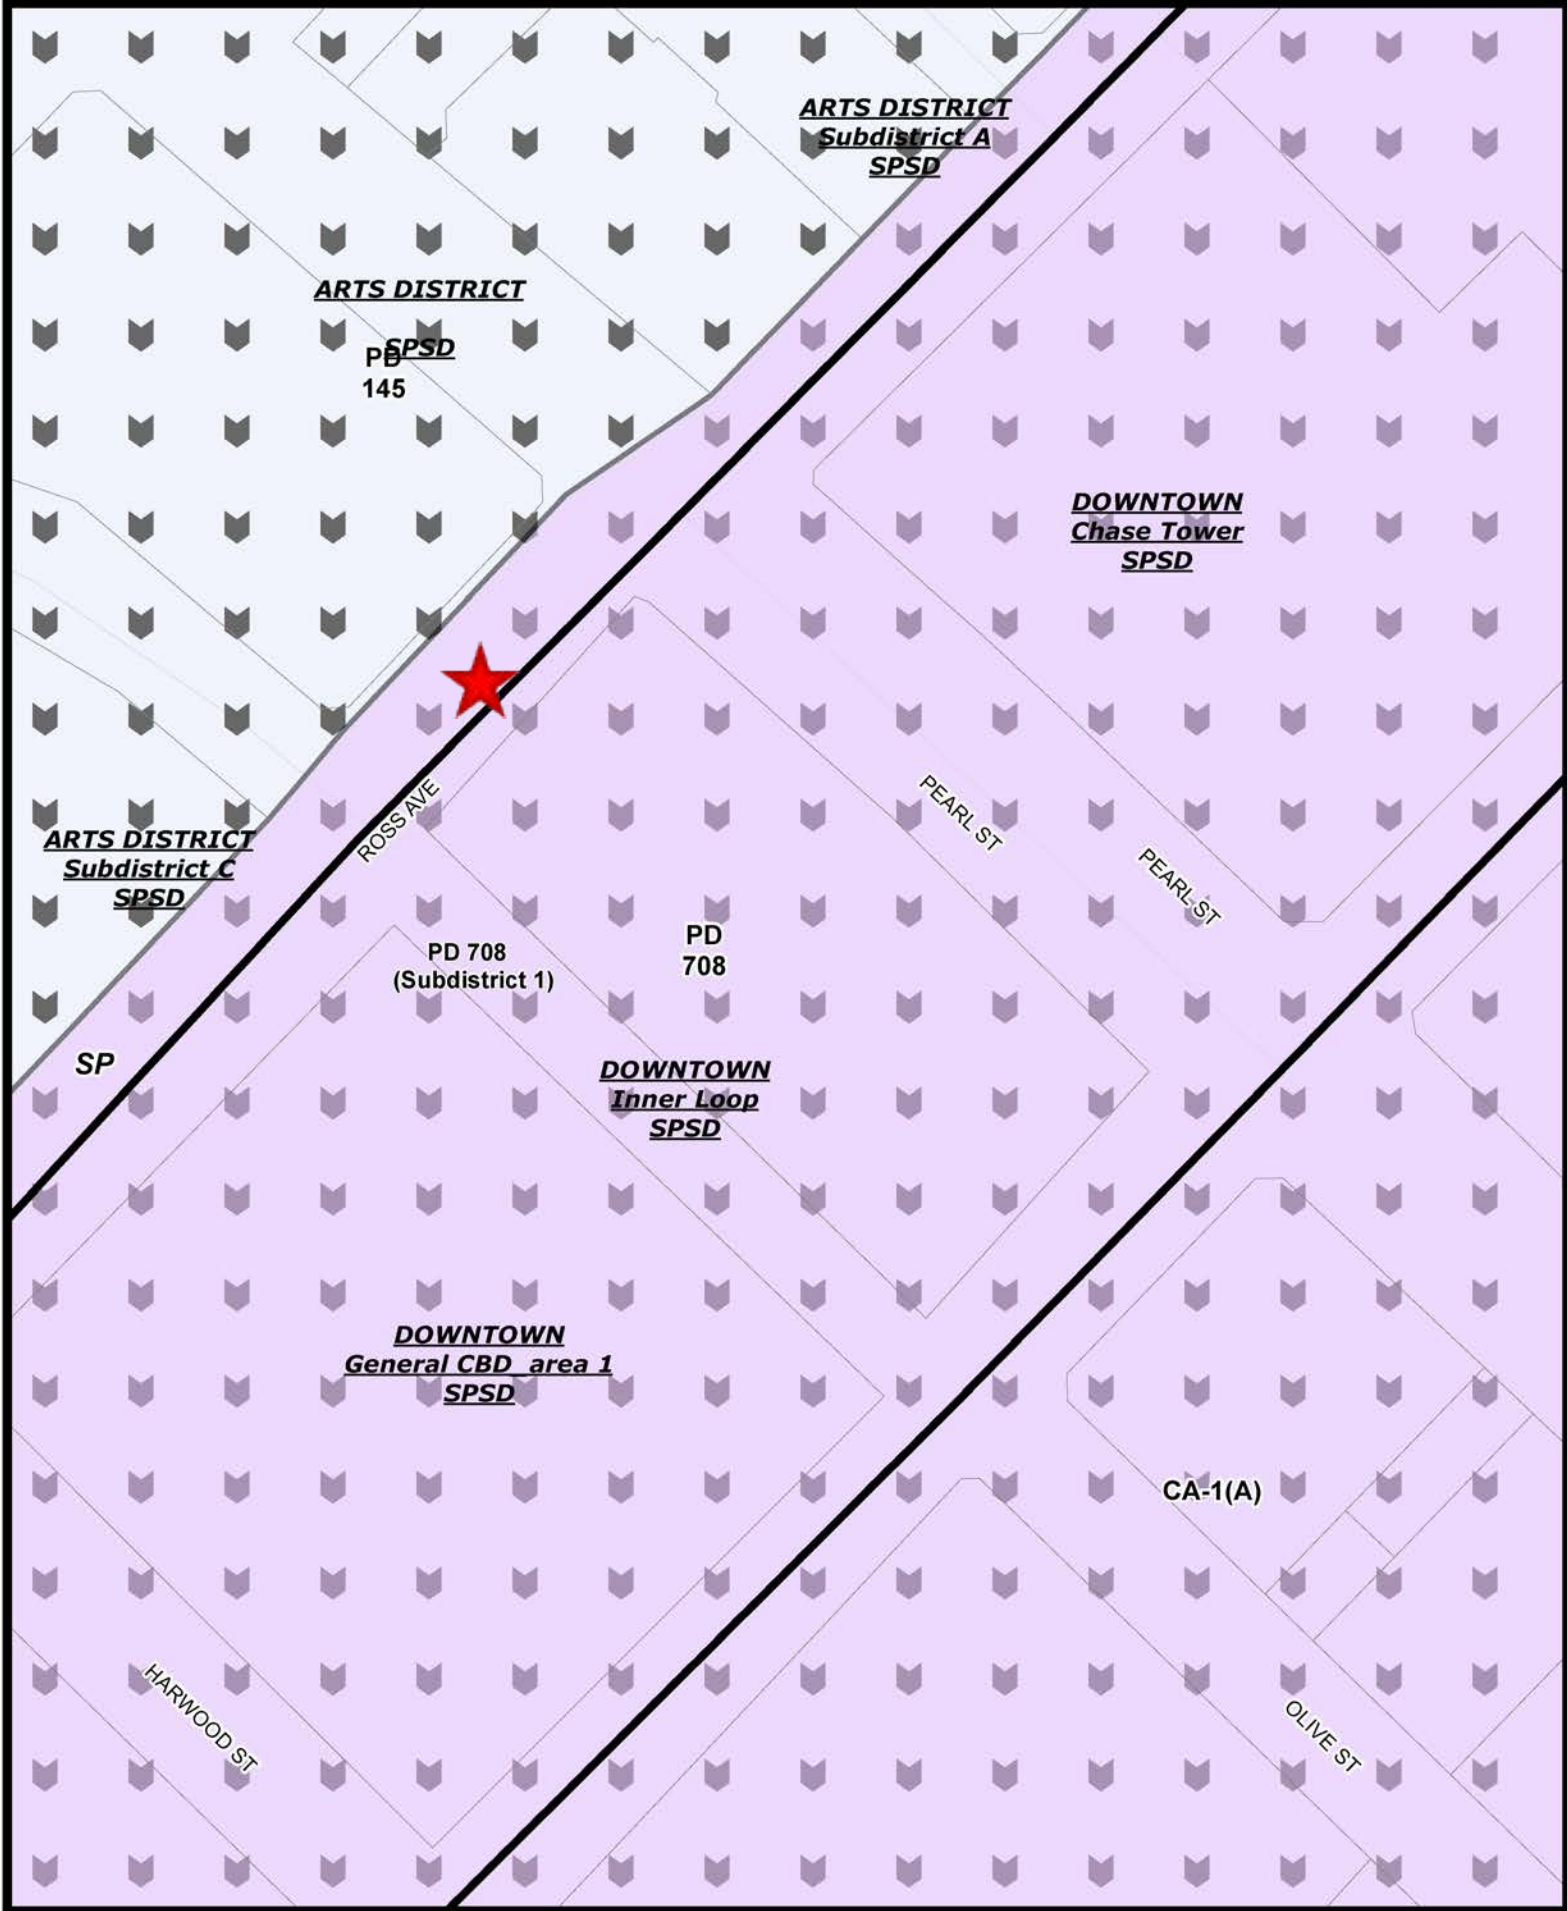 ARTS DISTRICT
Subdistrict A
SPSD
ARTS DISTRICT
SPSD
PD
145
DOWNTOWN
Chase Tower
SPSD
ROSS AVE
PEARL ST
PEARL ST
ARTS DISTRICT
Subdistrict C
SPSD
PD 708
(Subdistrict 1)
PD
708
SP
DOWNTOWN
Inner Loop
SPSD
DOWNTOWN
General CBD_area 1
SPSD
CA-1(A)
HARWOOD ST
OLIVE ST